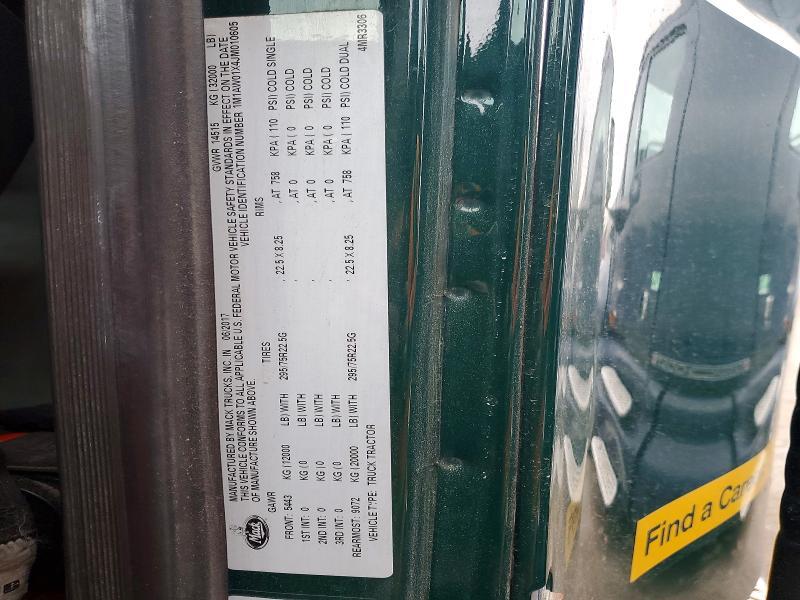 MANUFACTURED BY MACK TRUCKS, INC. IN 06/2017 GVWR 14515 KG (32000 LB)
THIS VEHICLE CONFORMS TO ALL APPLICABLE U.S. FEDERAL MOTOR VEHICLE SAFETY STANDARDS IN EFFECT ON THE DATE
OF MANUFACTURE SHOWN ABOVE. VEHICLE IDENTIFICATION NUMBER 1M1AW01X4JM010605
Mack
GAWR TIRES RIMS
FRONT: 5443 KG (12000 LB) WITH 295/75R22.5G , 22.5 X 8.25 , AT 758 KPA ( 110 PSI) COLD SINGLE
1ST INT: 0 KG (0 LB) WITH , , AT 0 KPA ( 0 PSI) COLD
2ND INT: 0 KG (0 LB) WITH , , AT 0 KPA ( 0 PSI) COLD
3RD INT: 0 KG (0 LB) WITH , , AT 0 KPA ( 0 PSI) COLD
REARMOST: 9072 KG (20000 LB) WITH 295/75R22.5G , 22.5 X 8.25 , AT 758 KPA ( 110 PSI) COLD DUAL
VEHICLE TYPE: TRUCK TRACTOR 4MR3306
Find a Care